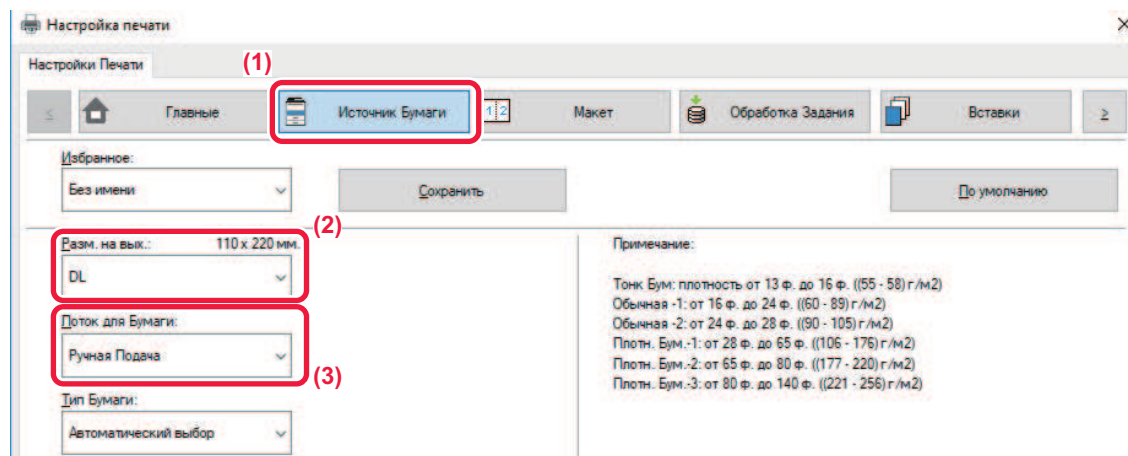 Настройка печати
Настройки Печати
(1)
Главные
Источник Бумаги
1 2
Макет
Обработка Задания
Вставки
Избранное:
Без имени
Сохранить
По умолчанию
(2)
Разм. на вых.: 110 x 220 мм.
DL
Поток для Бумаги:
Ручная Подача
(3)
Тип Бумаги:
Автоматический выбор
Примечание:
Тонк Бум: плотность от 13 ф. до 16 ф. ((55 - 58) г/м2)
Обычная -1: от 16 ф. до 24 ф. ((60 - 89) г/м2)
Обычная -2: от 24 ф. до 28 ф. ((90 - 105) г/м2)
Плотн. Бум.-1: от 28 ф. до 65 ф. ((106 - 176) г/м2)
Плотн. Бум.-2: от 65 ф. до 80 ф. ((177 - 220) г/м2)
Плотн. Бум.-3: от 80 ф. до 140 ф. ((221 - 256) г/м2)